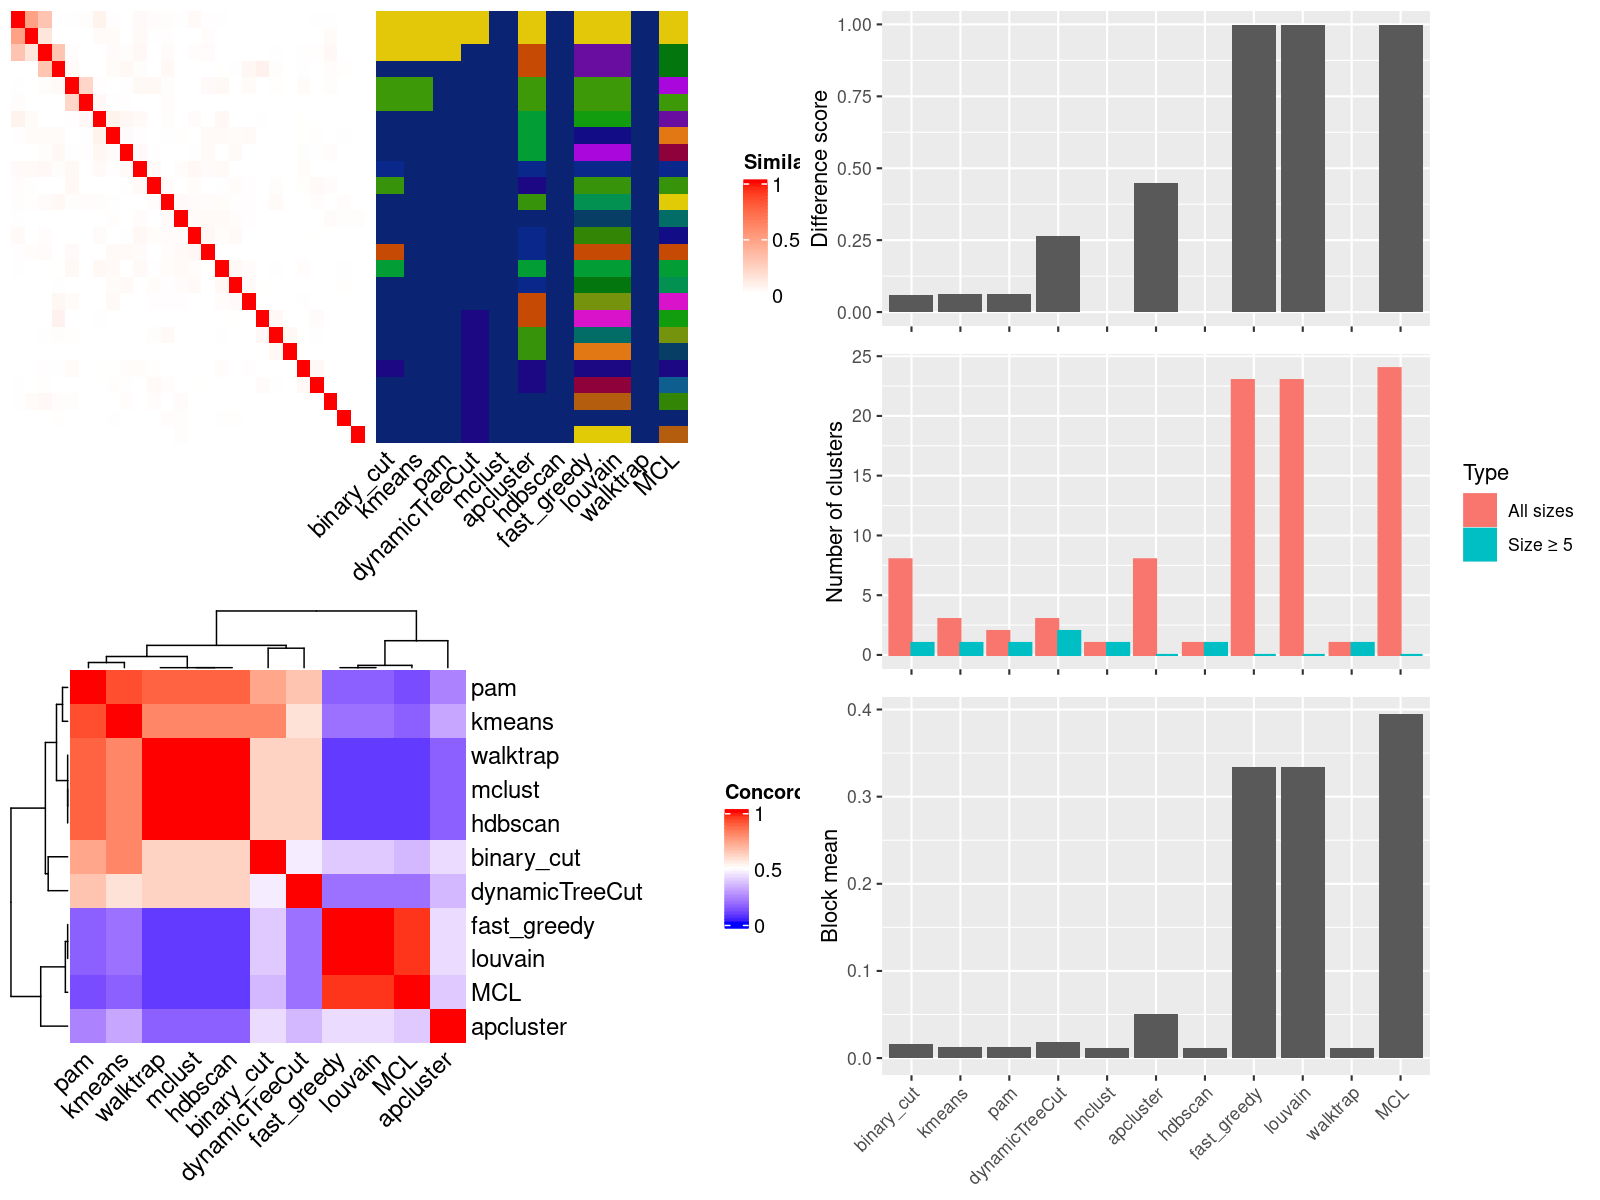 Simila
1
0.5
0
binary_cut
kmeans
pam
dynamicTreeCut
mclust
apcluster
hdbscan
fast_greedy
louvain
walktrap
MCL
pam
kmeans
walktrap
mclust
hdbscan
binary_cut
dynamicTreeCut
fast_greedy
louvain
MCL
apcluster
Concord
1
0.5
0
pam
kmeans
walktrap
mclust
hdbscan
binary_cut
dynamicTreeCut
fast_greedy
louvain
MCL
apcluster
Difference score
1.00
0.75
0.50
0.25
0.00
Number of clusters
25
20
15
10
5
0
Type
All sizes
Size ≥ 5
Block mean
0.4
0.3
0.2
0.1
0.0
binary_cut
kmeans
pam
dynamicTreeCut
mclust
apcluster
hdbscan
fast_greedy
louvain
walktrap
MCL